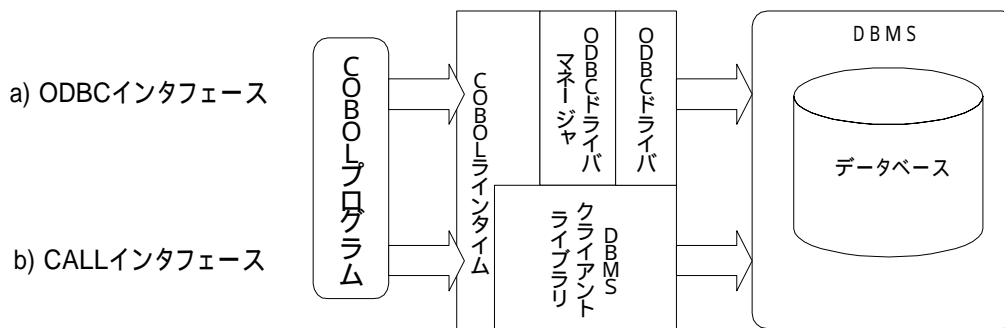 a) ODBCインタフェース
b) CALLインタフェース
COBOLプログラム
COBOLラインタイム
ODBCドライバ
マネージャ
ODBCドライバ
DBMS
クライアント
ライブラリ
DBMS
データベース